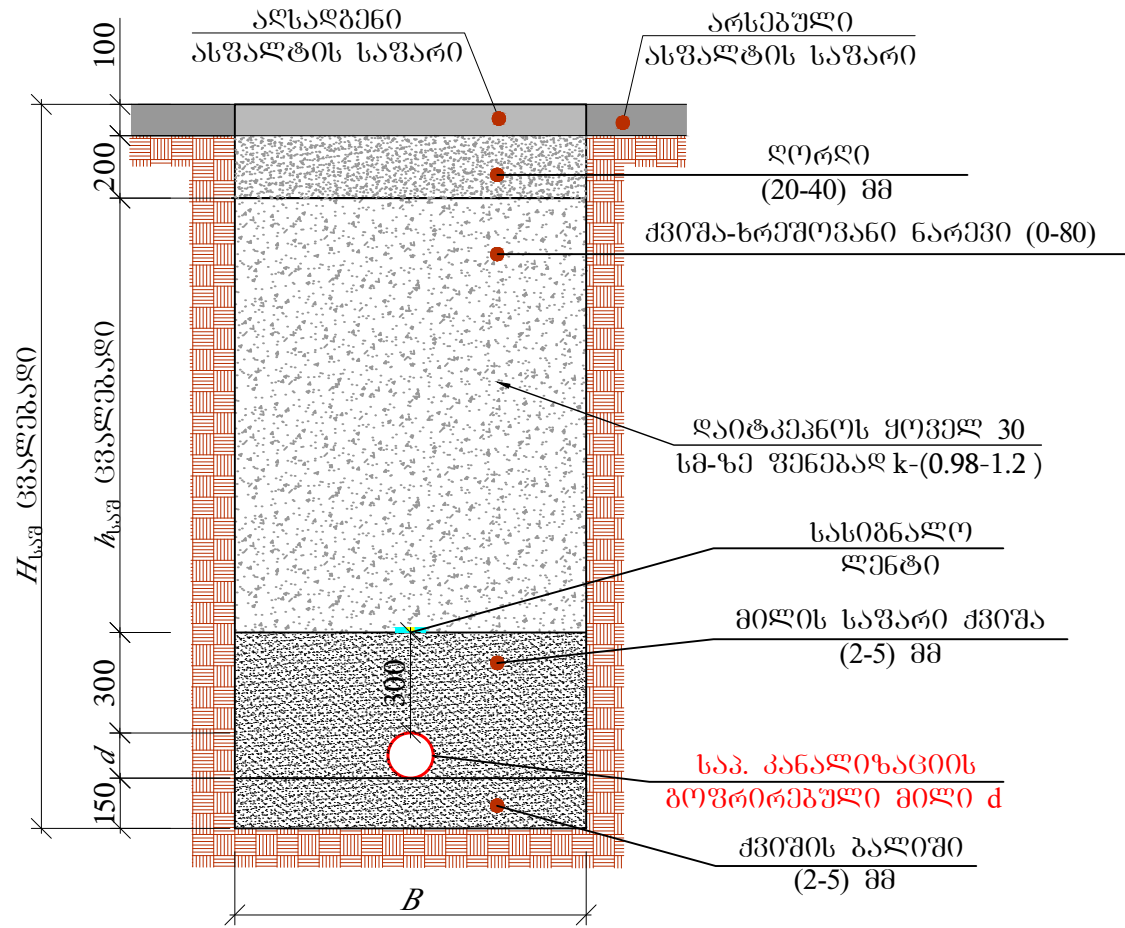 აღსადგენი
ასფალტის საფარი
არსებული
ასფალტის საფარი
100
200
ღორღი
(20-40) მმ
ქვიშა-ხრეშოვანი ნარევი (0-80)
Hსაშ ცვალებადი
hსაშ ცვალებადი
დაიტკეპნოს ყოველ 30
სმ-ზე ფენებად k-(0.98-1.2 )
სასიგნალო
ლენტი
მილის საფარი ქვიშა
(2-5) მმ
300
300
d
150
საპ. კანალიზაციის
გოფრირებული მილი d
ქვიშის ბალიში
(2-5) მმ
B